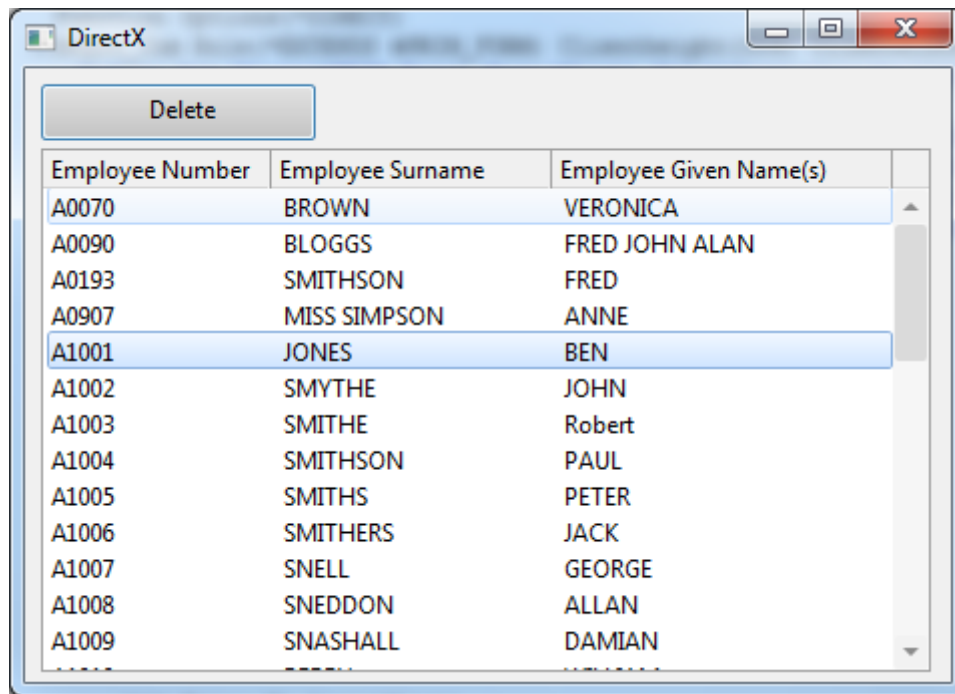 DirectX
Delete
Employee Number Employee Surname Employee Given Name(s)
A0070 BROWN VERONICA
A0090 BLOGGS FRED JOHN ALAN
A0193 SMITHSON FRED
A0907 MISS SIMPSON ANNE
A1001 JONES BEN
A1002 SMYTHE JOHN
A1003 SMITHE Robert
A1004 SMITHSON PAUL
A1005 SMITHS PETER
A1006 SMITHERS JACK
A1007 SNELL GEORGE
A1008 SNEDDON ALLAN
A1009 SNASHALL DAMIAN